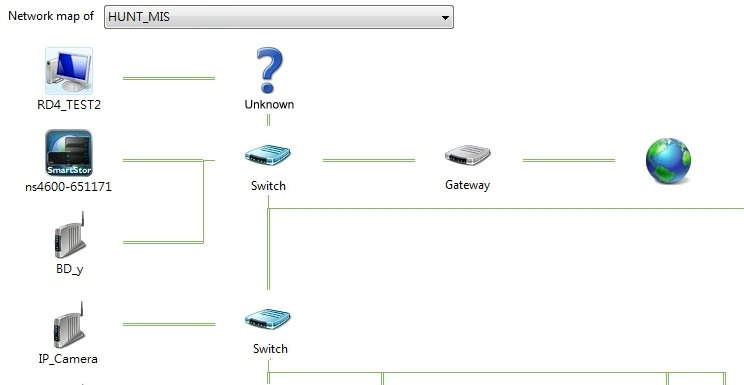 Network map of HUNT_MIS
RD4_TEST2
Unknown
SmartStor
ns4600-651171
Switch
Gateway
BD_y
IP_Camera
Switch